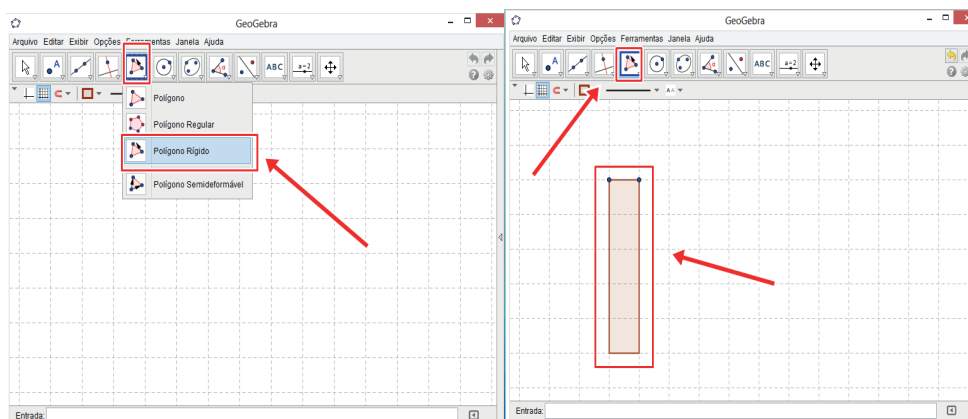 GeoGebra
Arquivo Editar Exibir Opções Ferramentas Janela Ajuda
A
α
ABC
a=2
Polígono
Polígono Regular
Polígono Rígido
Polígono Semideformável
Entrada:
GeoGebra
Arquivo Editar Exibir Opções Ferramentas Janela Ajuda
A
α
ABC
a=2
AA
Entrada: